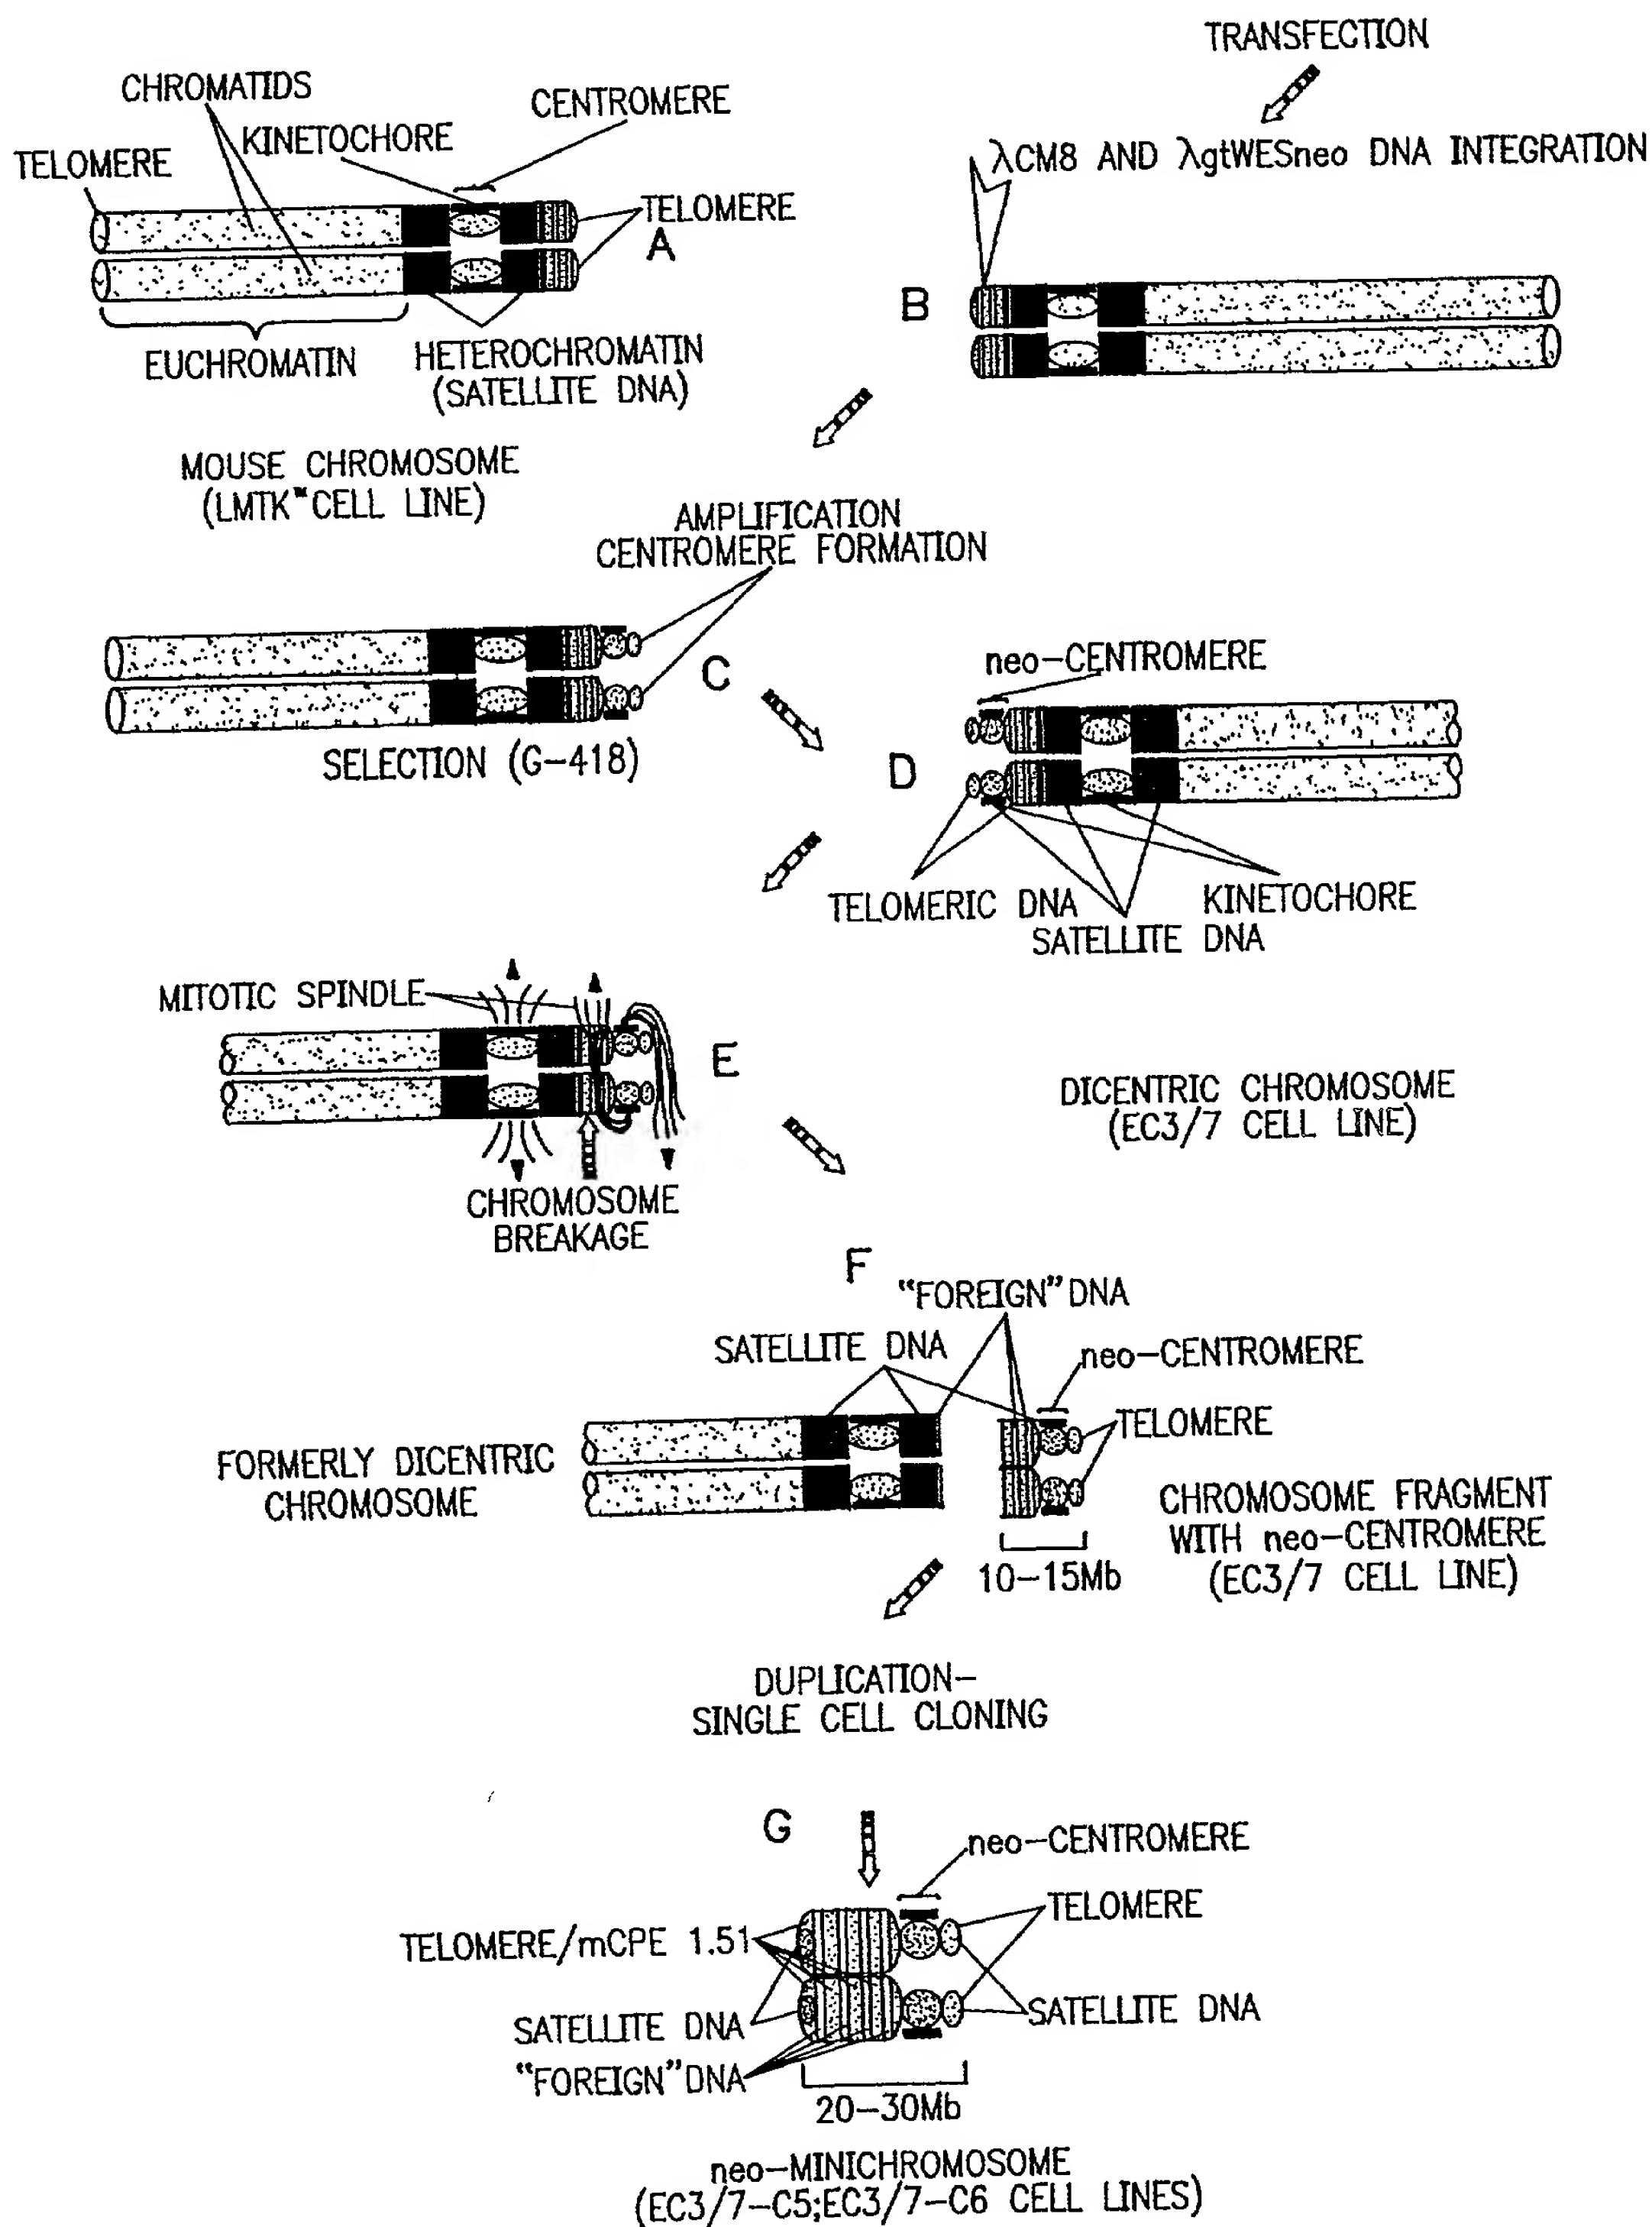 TRANSFECTION
CHROMATIDS
CENTROMERE
KINETOCHORE
TELOMERE
λCM8 AND λgtWESneo DNA INTEGRATION
TELOMERE
A
B
EUCHROMATIN
HETEROCHROMATIN
(SATELLITE DNA)
MOUSE CHROMOSOME
(LMTK⁻ CELL LINE)
AMPLIFICATION
CENTROMERE FORMATION
C
neo-CENTROMERE
SELECTION (G-418)
D
TELOMERIC DNA
KINETOCHORE
SATELLITE DNA
MITOTIC SPINDLE
E
DICENTRIC CHROMOSOME
(EC3/7 CELL LINE)
CHROMOSOME
BREAKAGE
F
"FOREIGN" DNA
SATELLITE DNA
neo-CENTROMERE
TELOMERE
FORMERLY DICENTRIC
CHROMOSOME
CHROMOSOME FRAGMENT
WITH neo-CENTROMERE
(EC3/7 CELL LINE)
10-15Mb
DUPLICATION-
SINGLE CELL CLONING
G
neo-CENTROMERE
TELOMERE
TELOMERE/mCPE 1.51
SATELLITE DNA
SATELLITE DNA
"FOREIGN" DNA
20-30Mb
neo-MINICHROMOSOME
(EC3/7-C5;EC3/7-C6 CELL LINES)